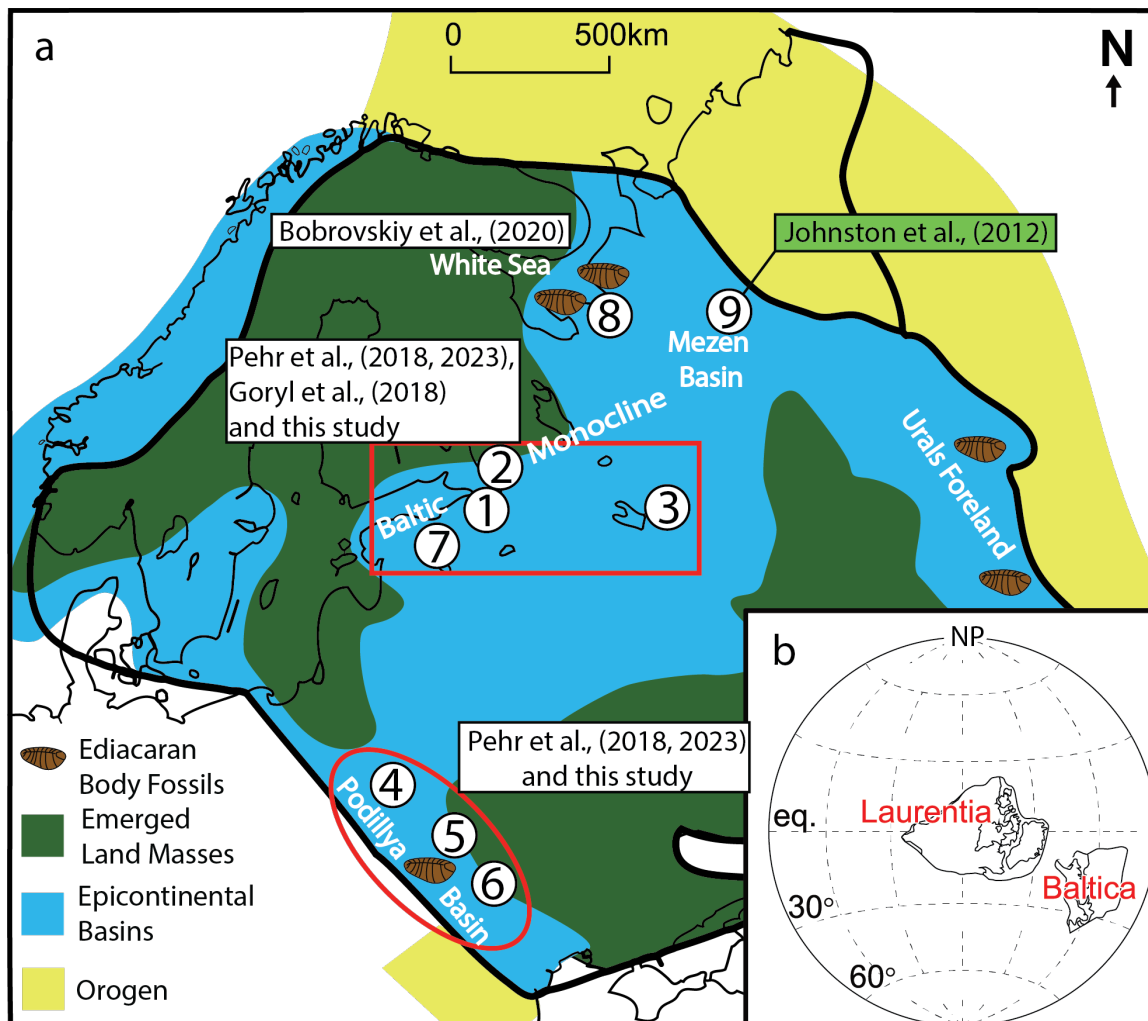 a
0 500km
N
Bobrovskiy et al., (2020)
White Sea
Johnston et al., (2012)
8
9
Mezen
Basin
Pehr et al., (2018, 2023),
Goryl et al., (2018)
and this study
Monocline
Baltic
2
1
3
7
Urals Foreland
Pehr et al., (2018, 2023)
and this study
4
5
6
Podillya
Basin
Ediacaran
Body Fossils
Emerged
Land Masses
Epicontinental
Basins
Orogen
b
NP
Laurentia
eq.
Baltica
30°
60°